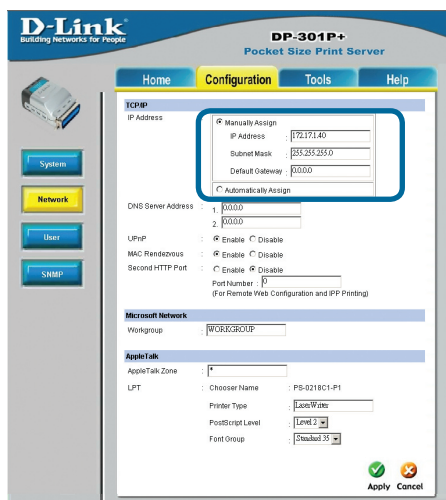 D-Link
Building Networks for People
DP-301P+
Pocket Size Print Server
Home Configuration Tools Help
System
Network
User
SNMP
TCP/IP
IP Address : Manually Assign
IP Address : 172.17.1.40
Subnet Mask : 255.255.255.0
Default Gateway : 0.0.0.0
Automatically Assign
DNS Server Address : 1. 0.0.0.0
2. 0.0.0.0
UPnP : Enable Disable
MAC Rendezvous : Enable Disable
Second HTTP Port : Enable Disable
Port Number : 0
(For Remote Web Configuration and IPP Printing)
Microsoft Network
Workgroup : WORKGROUP
AppleTalk
AppleTalk Zone : *
LPT : Chooser Name : PS-0218C1-P1
Printer Type : LaserWriter
PostScript Level : Level 2
Font Group : Standard 35
Apply Cancel